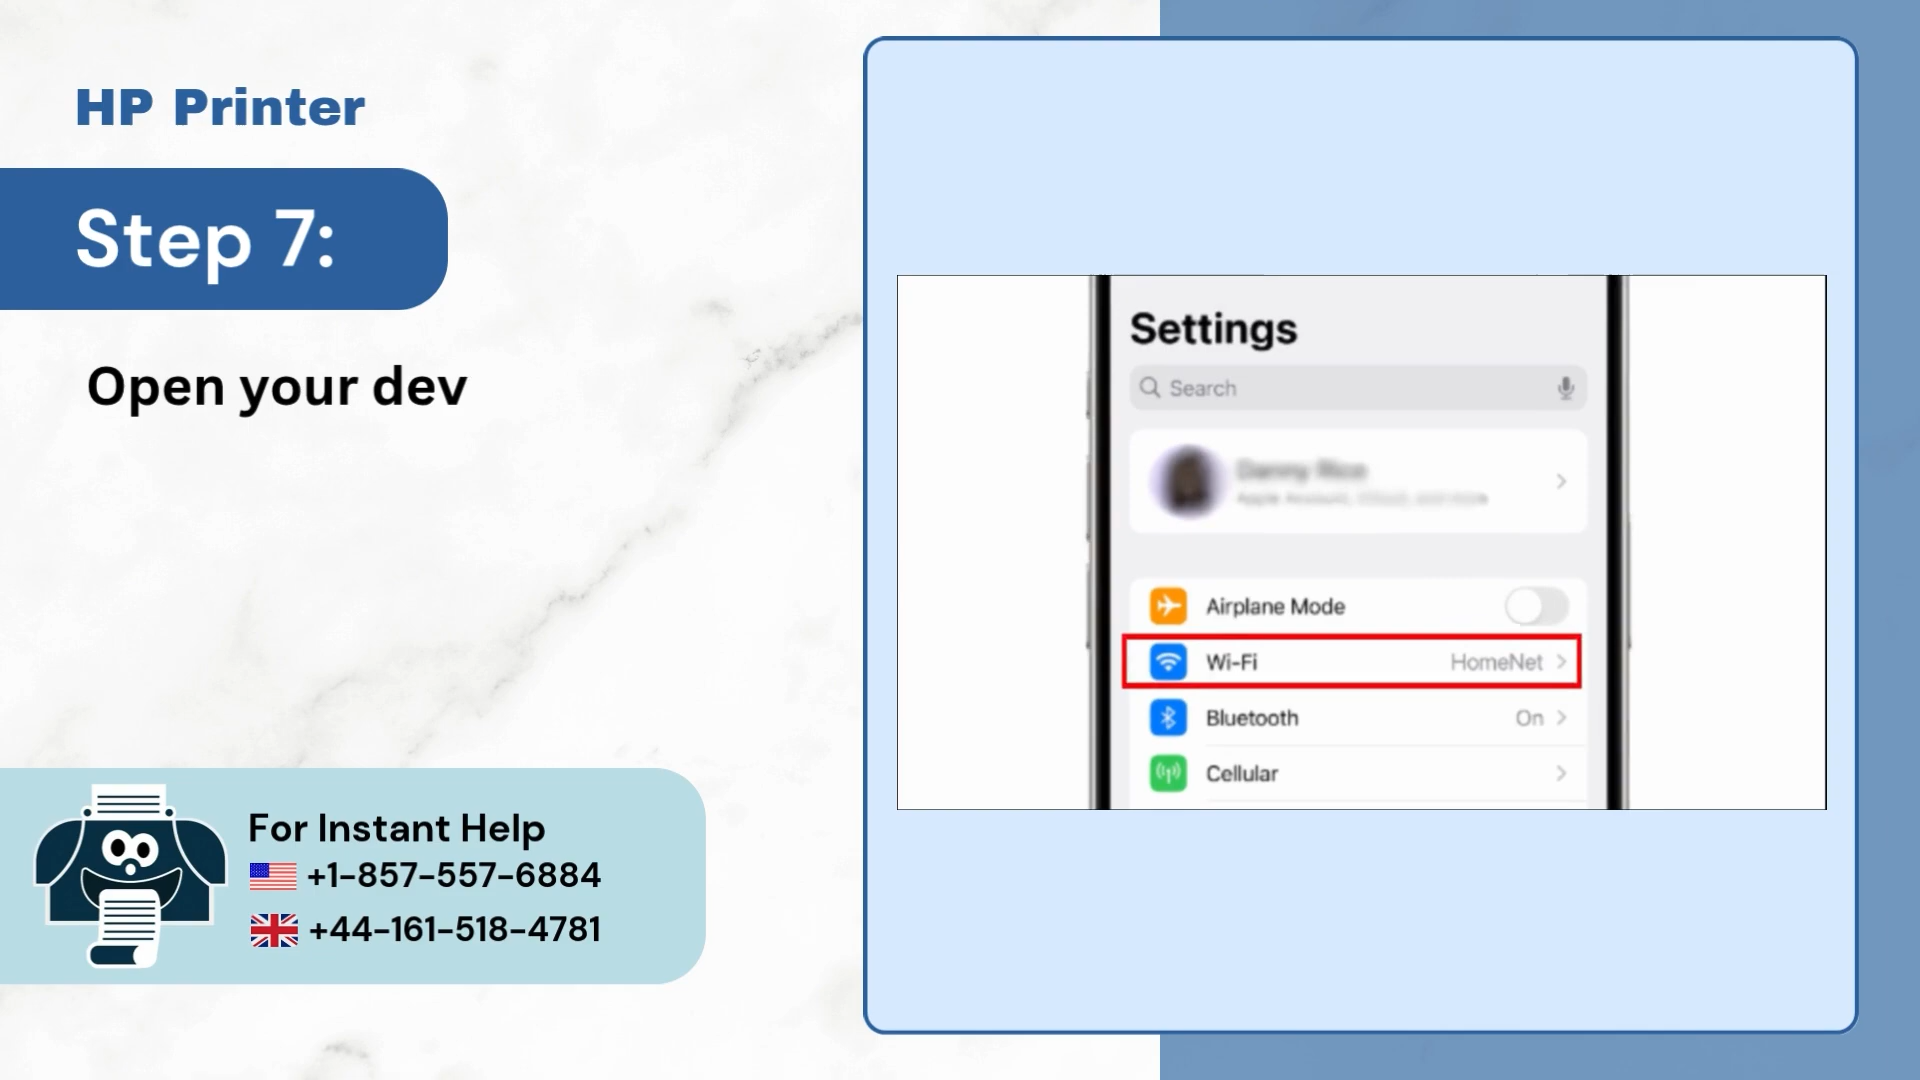 HP Printer
Step 7:
Open your dev
For Instant Help
+1-857-557-6884
+44-161-518-4781
Settings
Search
Airplane Mode
Wi-Fi HomeNet
Bluetooth On
Cellular